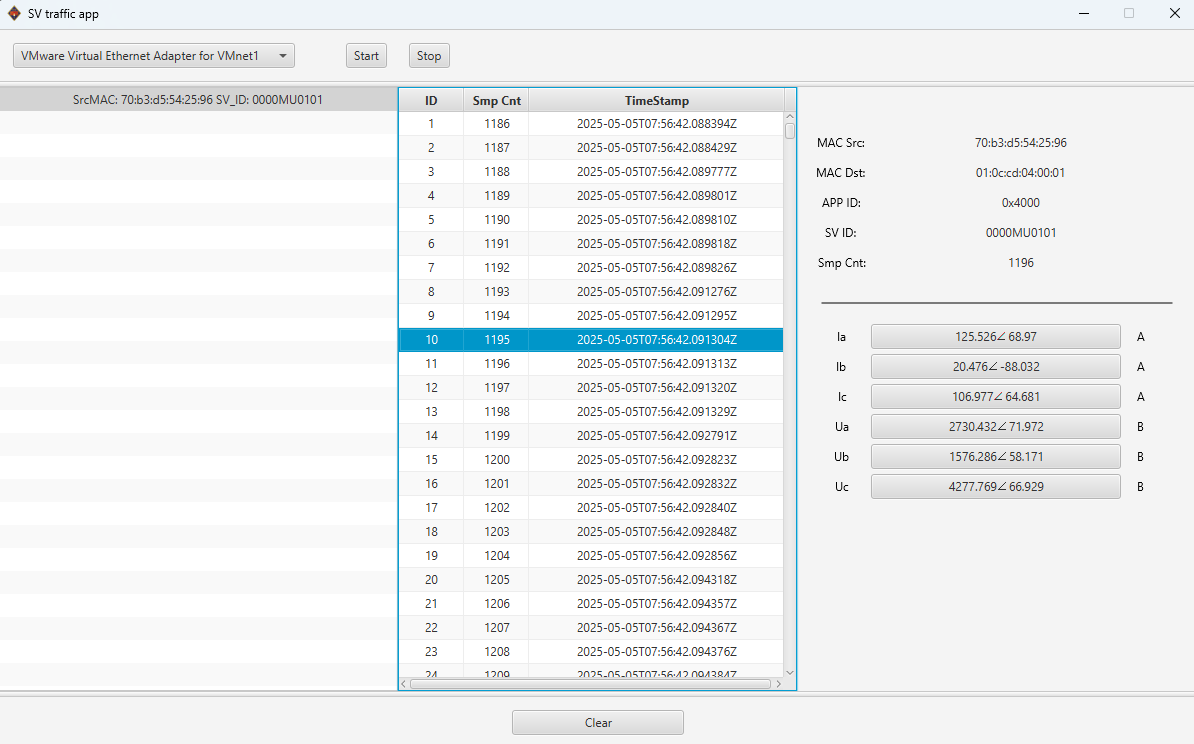 SV traffic app
VMware Virtual Ethernet Adapter for VMnet1 Start Stop
SrcMAC: 70:b3:d5:54:25:96 SV_ID: 0000MU0101
ID Smp Cnt TimeStamp
1 1186 2025-05-05T07:56:42.088394Z
2 1187 2025-05-05T07:56:42.088429Z
3 1188 2025-05-05T07:56:42.089777Z
4 1189 2025-05-05T07:56:42.089801Z
5 1190 2025-05-05T07:56:42.089810Z
6 1191 2025-05-05T07:56:42.089818Z
7 1192 2025-05-05T07:56:42.089826Z
8 1193 2025-05-05T07:56:42.091276Z
9 1194 2025-05-05T07:56:42.091295Z
10 1195 2025-05-05T07:56:42.091304Z
11 1196 2025-05-05T07:56:42.091313Z
12 1197 2025-05-05T07:56:42.091320Z
13 1198 2025-05-05T07:56:42.091329Z
14 1199 2025-05-05T07:56:42.092791Z
15 1200 2025-05-05T07:56:42.092823Z
16 1201 2025-05-05T07:56:42.092832Z
17 1202 2025-05-05T07:56:42.092840Z
18 1203 2025-05-05T07:56:42.092848Z
19 1204 2025-05-05T07:56:42.092856Z
20 1205 2025-05-05T07:56:42.094318Z
21 1206 2025-05-05T07:56:42.094357Z
22 1207 2025-05-05T07:56:42.094367Z
23 1208 2025-05-05T07:56:42.094376Z
24 1209 2025-05-05T07:56:42.094384Z
MAC Src: 70:b3:d5:54:25:96
MAC Dst: 01:0c:cd:04:00:01
APP ID: 0x4000
SV ID: 0000MU0101
Smp Cnt: 1196
Ia 125.526∠ 68.97 A
Ib 20.476∠ -88.032 A
Ic 106.977∠ 64.681 A
Ua 2730.432∠ 71.972 В
Ub 1576.286∠ 58.171 В
Uc 4277.769∠ 66.929 В
Clear